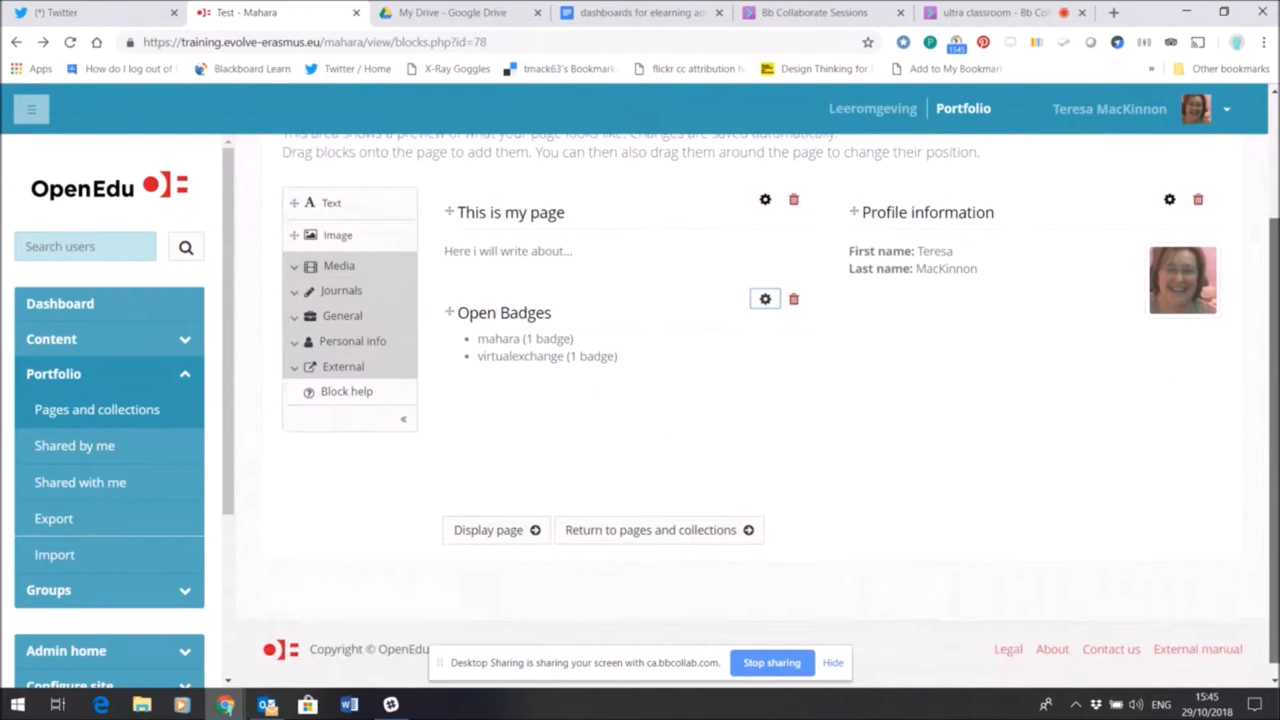 (*) Twitter
Test - Mahara
My Drive - Google Drive
dashboards for elearning ad
Bb Collaborate Sessions
ultra classroom - Bb Col
https://training.evolve-erasmus.eu/mahara/view/blocks.php?id=78
1545
Apps
How do I log out of
Blackboard Learn
Twitter / Home
X-Ray Goggles
tmack63's Bookmark
flickr cc attribution h
Design Thinking for
Add to My Bookmar
»
Other bookmarks
Leeromgeving
Portfolio
Teresa MacKinnon
This area shows a preview of what your page looks like. Changes are saved automatically.
Drag blocks onto the page to add them. You can then also drag them around the page to change their position.
OpenEdu
Search users
Dashboard
Content
Portfolio
Pages and collections
Shared by me
Shared with me
Export
Import
Groups
Admin home
Configure site
Text
Image
Media
Journals
General
Personal info
External
Block help
«
This is my page
Here i will write about...
Open Badges
mahara (1 badge)
virtualexchange (1 badge)
Profile information
First name: Teresa
Last name: MacKinnon
Display page
Return to pages and collections
Copyright © OpenEdu
Legal
About
Contact us
External manual
Desktop Sharing is sharing your screen with ca.bbcollab.com.
Stop sharing
Hide
ENG
15:45
29/10/2018